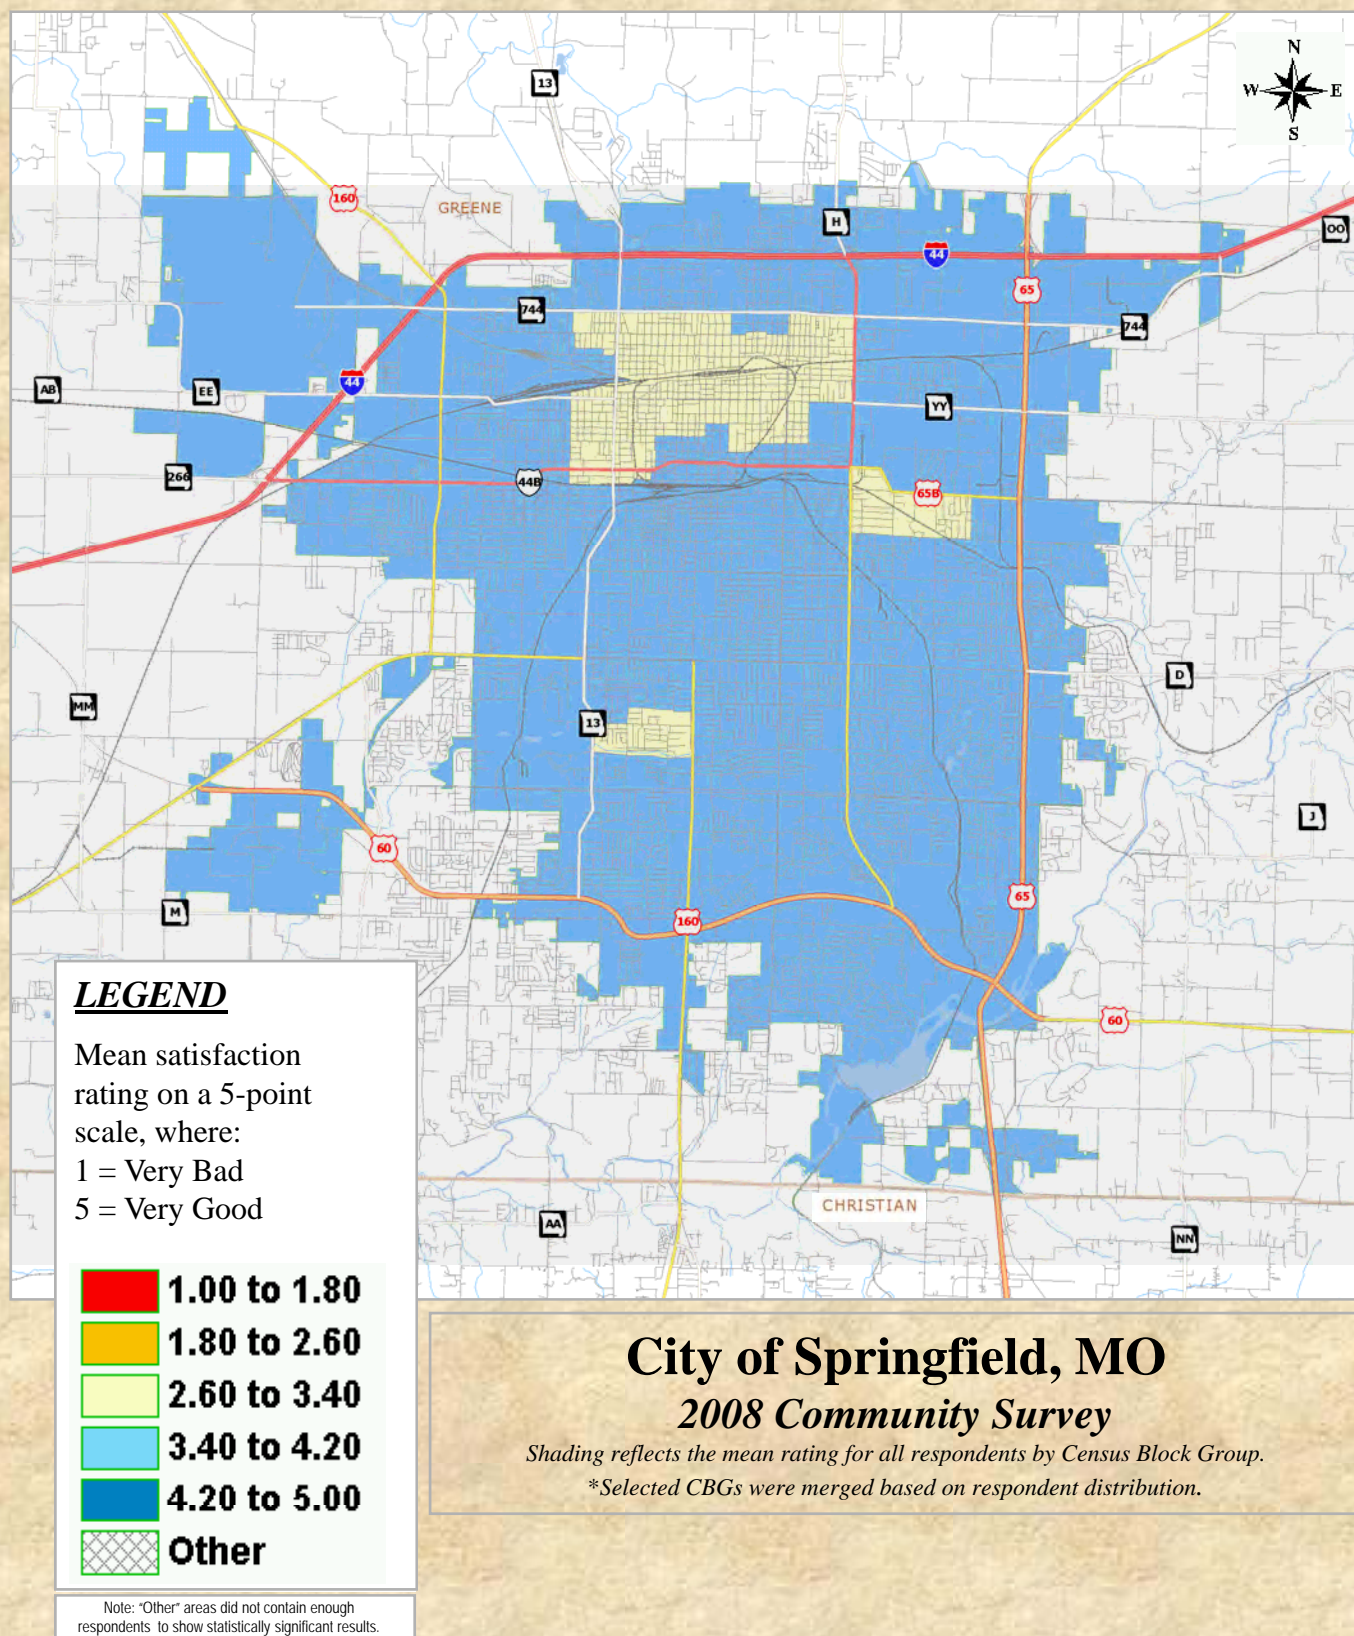 N
W E
S
13
160
GREENE
H
OO
44
65
744
744
44
AB
EE
YY
266
44B
65B
D
MM
13
J
60
65
M
160
60
CHRISTIAN
AA
NN
LEGEND
Mean satisfaction
rating on a 5-point
scale, where:
1 = Very Bad
5 = Very Good
1.00 to 1.80
1.80 to 2.60
2.60 to 3.40
3.40 to 4.20
4.20 to 5.00
Other
Note: “Other” areas did not contain enough
respondents to show statistically significant results.
City of Springfield, MO
2008 Community Survey
Shading reflects the mean rating for all respondents by Census Block Group.
*Selected CBGs were merged based on respondent distribution.